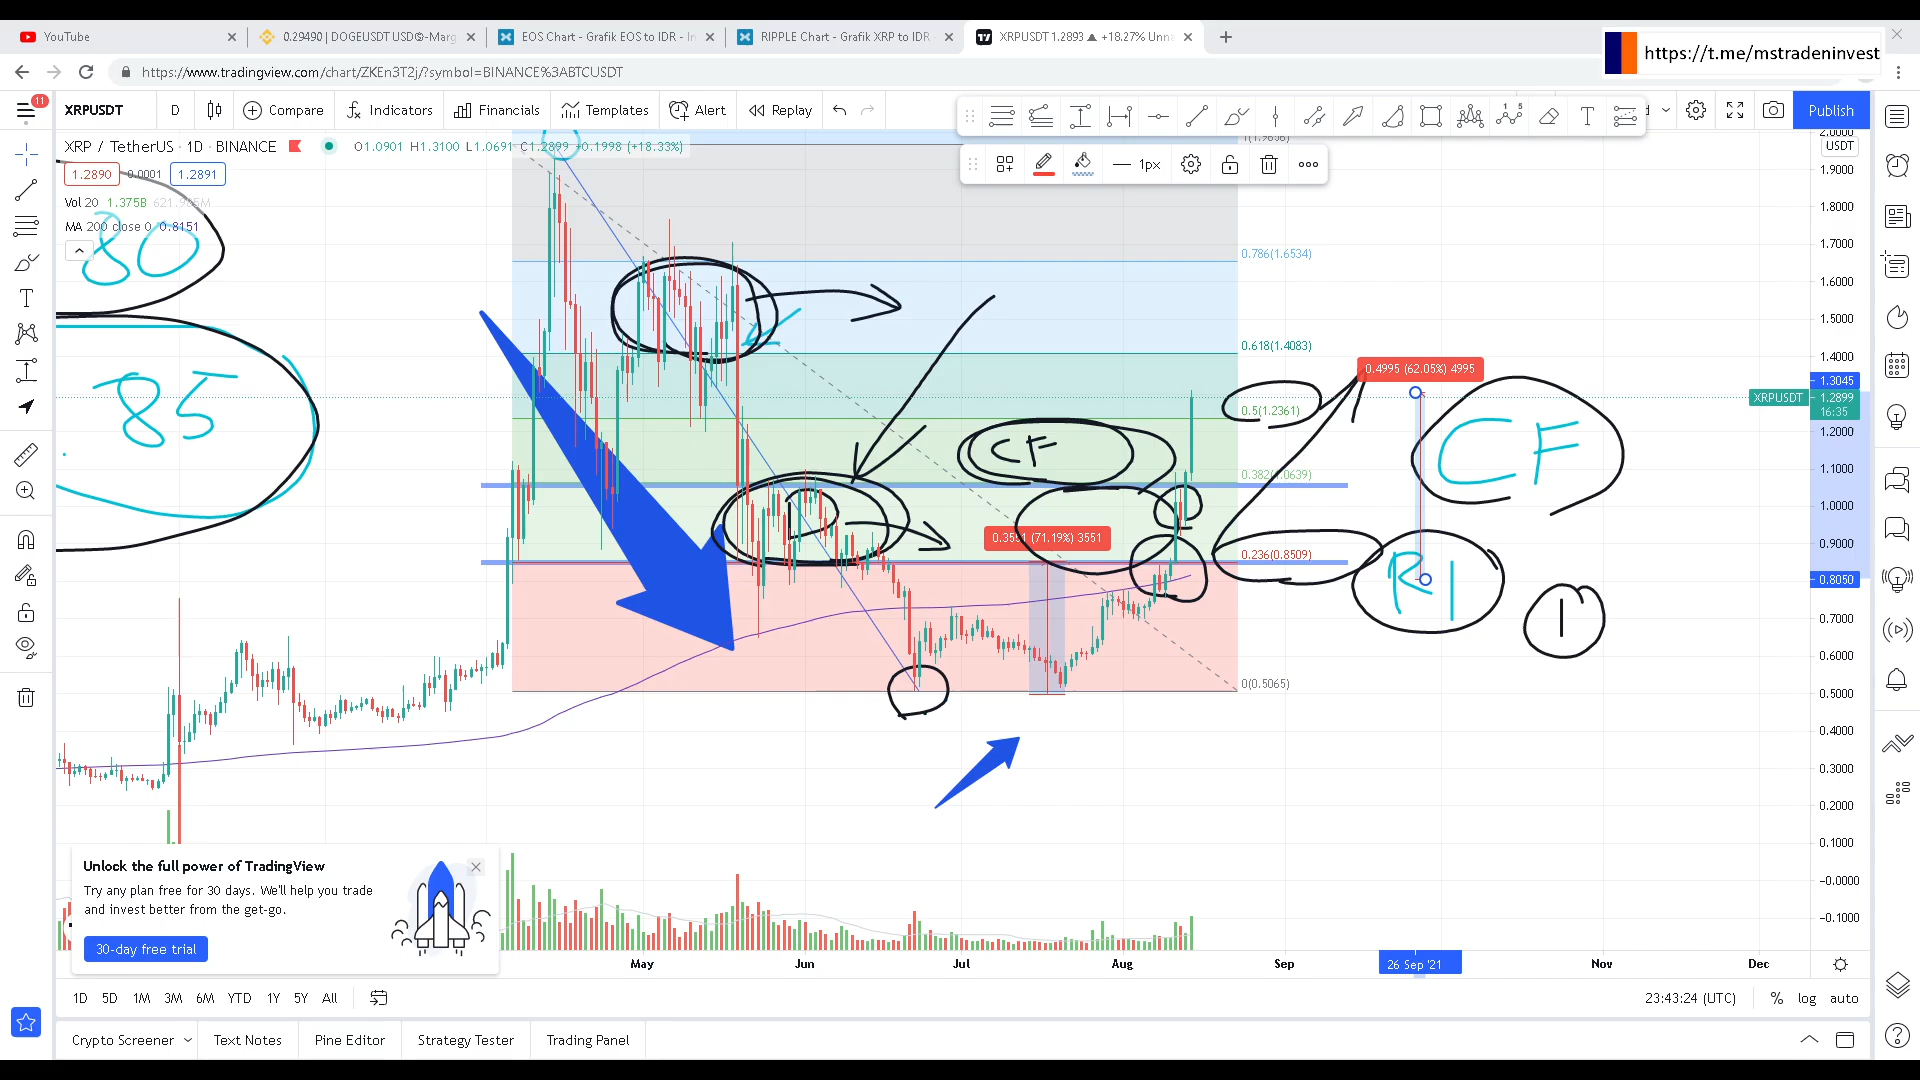 YouTube
0.29490 | DOGEUSDT USDⓈ-Marg
EOS Chart - Grafik EOS to IDR - In
RIPPLE Chart - Grafik XRP to IDR
XRPUSDT 1.2893 ▲ +18.27% Unna
https://t.me/mstradeninvest
https://www.tradingview.com/chart/ZKEn3T2j/?symbol=BINANCE%3ABTCUSDT
11
XRPUSDT
D
Compare
Indicators
Financials
Templates
Alert
Replay
Publish
XRP / TetherUS · 1D · BINANCE
O1.0901 H1.3100 L1.0691 C1.2899 +0.1998 (+18.33%)
1.2890
0.0001
1.2891
Vol 20 1.375B
MA 200 close 0 0.8151
1px
80
85
0.786(1.6534)
0.618(1.4083)
0.5(1.2361)
0.382(1.0639)
0.236(0.8509)
0(0.5065)
0.4995 (62.05%) 4995
0.3551 (71.19%) 3551
CF
CF
R1
1
2.0000
USDT
1.9000
1.8000
1.7000
1.6000
1.5000
1.4000
1.3045
XRPUSDT
1.2899
16:35
1.2000
1.1000
1.0000
0.9000
0.8050
0.7000
0.6000
0.5000
0.4000
0.3000
0.2000
0.1000
−0.0000
−0.1000
Unlock the full power of TradingView
Try any plan free for 30 days. We'll help you trade
and invest better from the get-go.
30-day free trial
May
Jun
Jul
Aug
Sep
26 Sep '21
Nov
Dec
1D 5D 1M 3M 6M YTD 1Y 5Y All
23:43:24 (UTC)
% log auto
Crypto Screener
Text Notes
Pine Editor
Strategy Tester
Trading Panel